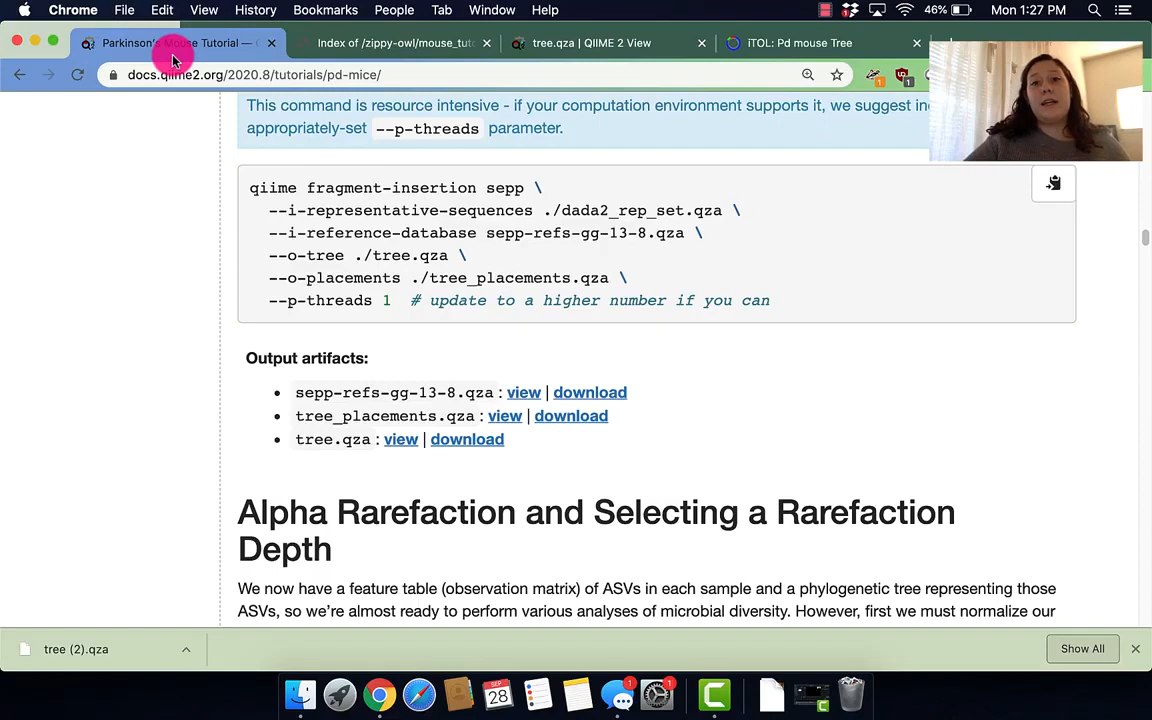 Chrome File Edit View History Bookmarks People Tab Window Help 46% Mon 1:27 PM
Parkinson's Mouse Tutorial — Index of /zippy-owl/mouse_tut tree.qza | QIIME 2 View iTOL: Pd mouse Tree
docs.qiime2.org/2020.8/tutorials/pd-mice/
This command is resource intensive - if your computation environment supports it, we suggest
appropriately-set --p-threads parameter.
qiime fragment-insertion sepp \
--i-representative-sequences ./dada2_rep_set.qza \
--i-reference-database sepp-refs-gg-13-8.qza \
--o-tree ./tree.qza \
--o-placements ./tree_placements.qza \
--p-threads 1 # update to a higher number if you can
Output artifacts:
• sepp-refs-gg-13-8.qza : view | download
• tree_placements.qza : view | download
• tree.qza : view | download
Alpha Rarefaction and Selecting a Rarefaction
Depth
We now have a feature table (observation matrix) of ASVs in each sample and a phylogenetic tree representing those
ASVs, so we're almost ready to perform various analyses of microbial diversity. However, first we must normalize our
tree (2).qza Show All
SEP
28
1
1